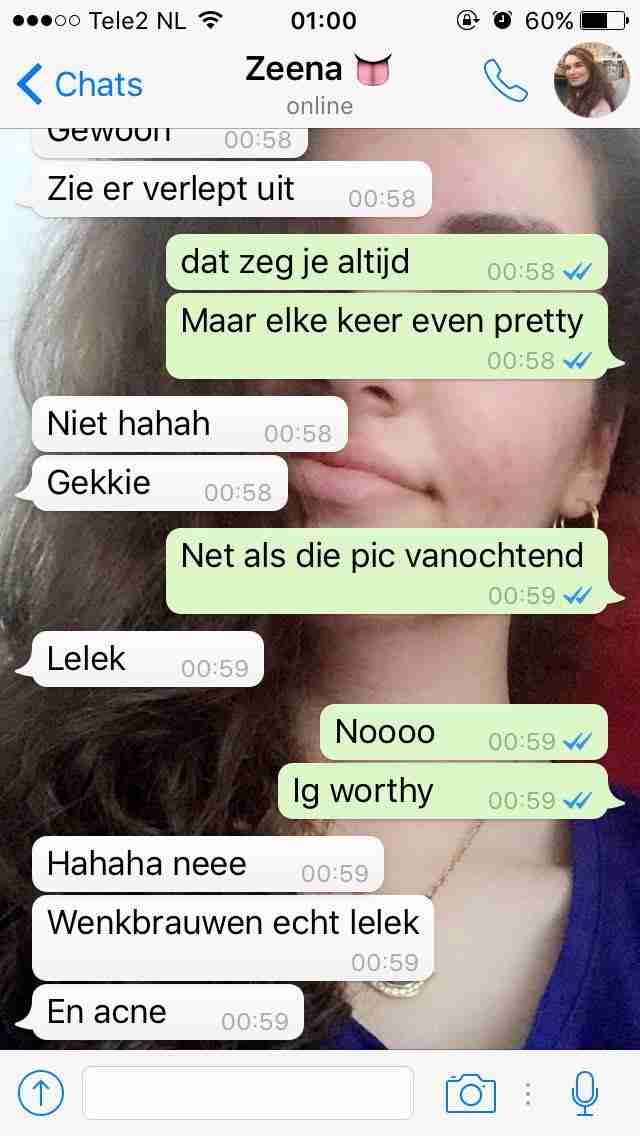 Tele2 NL 01:00 60%
Chats Zeena
online
Gewoon 00:58
Zie er verlept uit 00:58
dat zeg je altijd 00:58
Maar elke keer even pretty
00:58
Niet hahah 00:58
Gekkie 00:58
Net als die pic vanochtend
00:59
Lelek 00:59
Noooo 00:59
Ig worthy 00:59
Hahaha neee 00:59
Wenkbrauwen echt lelek
00:59
En acne 00:59